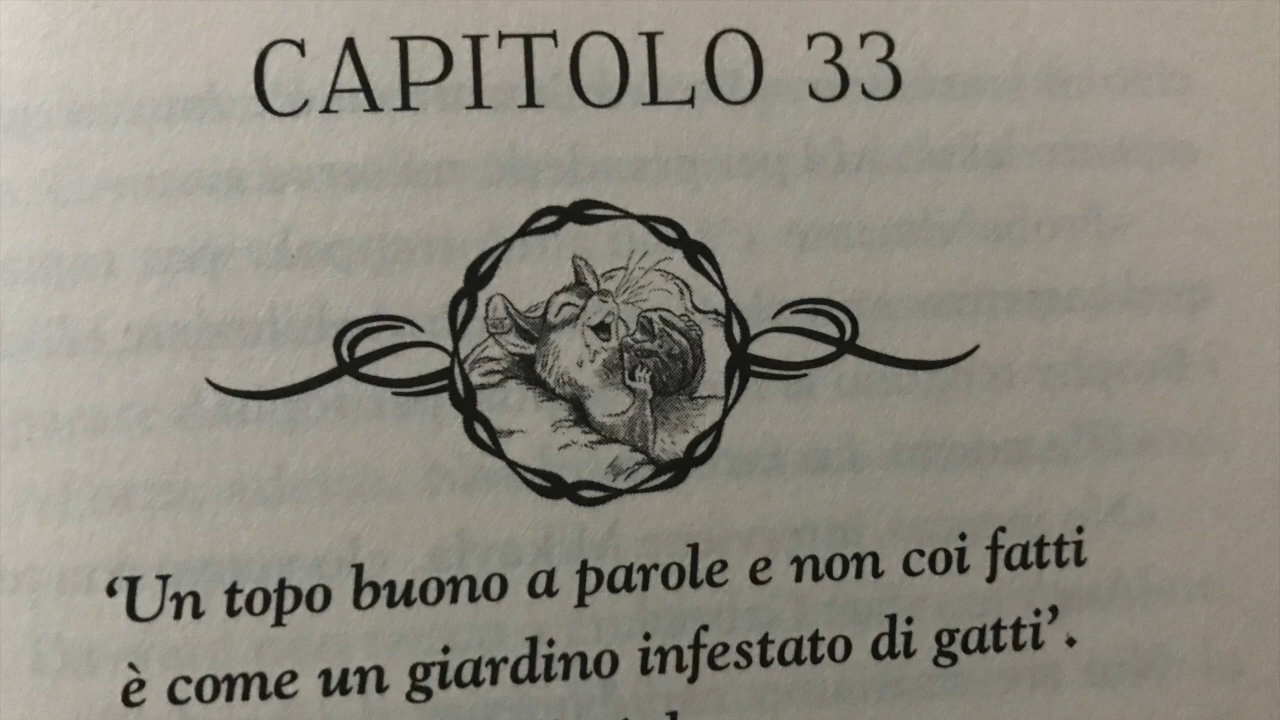 CAPITOLO 33
‘Un topo buono a parole e non coi fatti
è come un giardino infestato di gatti’.